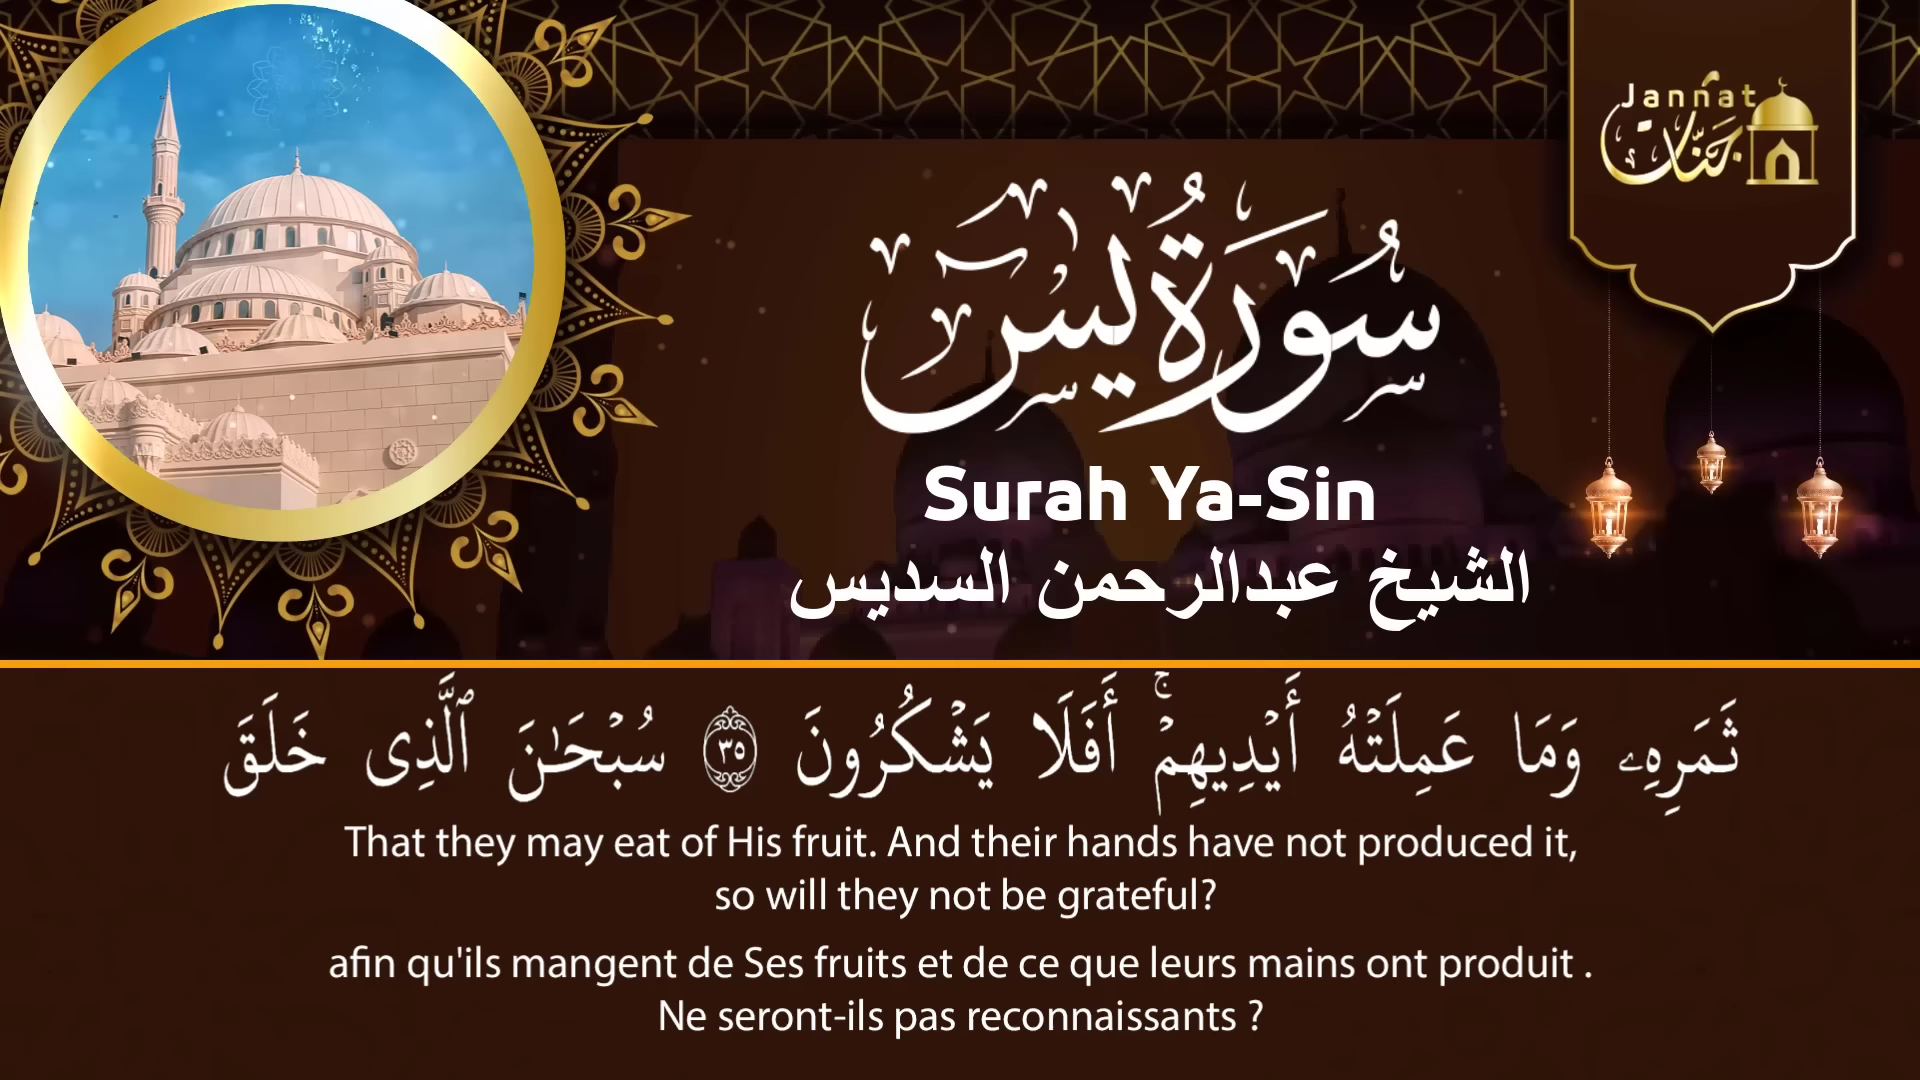 Jannat
جنات
سُورَةُ يسٓ
Surah Ya-Sin
الشيخ عبدالرحمن السديس
ثَمَرِهِۦ وَمَا عَمِلَتْهُ أَيْدِيهِمْۚ أَفَلَا يَشْكُرُونَ ٣٥ سُبْحَٰنَ ٱلَّذِى خَلَقَ
That they may eat of His fruit. And their hands have not produced it,
so will they not be grateful?
afin qu'ils mangent de Ses fruits et de ce que leurs mains ont produit .
Ne seront-ils pas reconnaissants ?